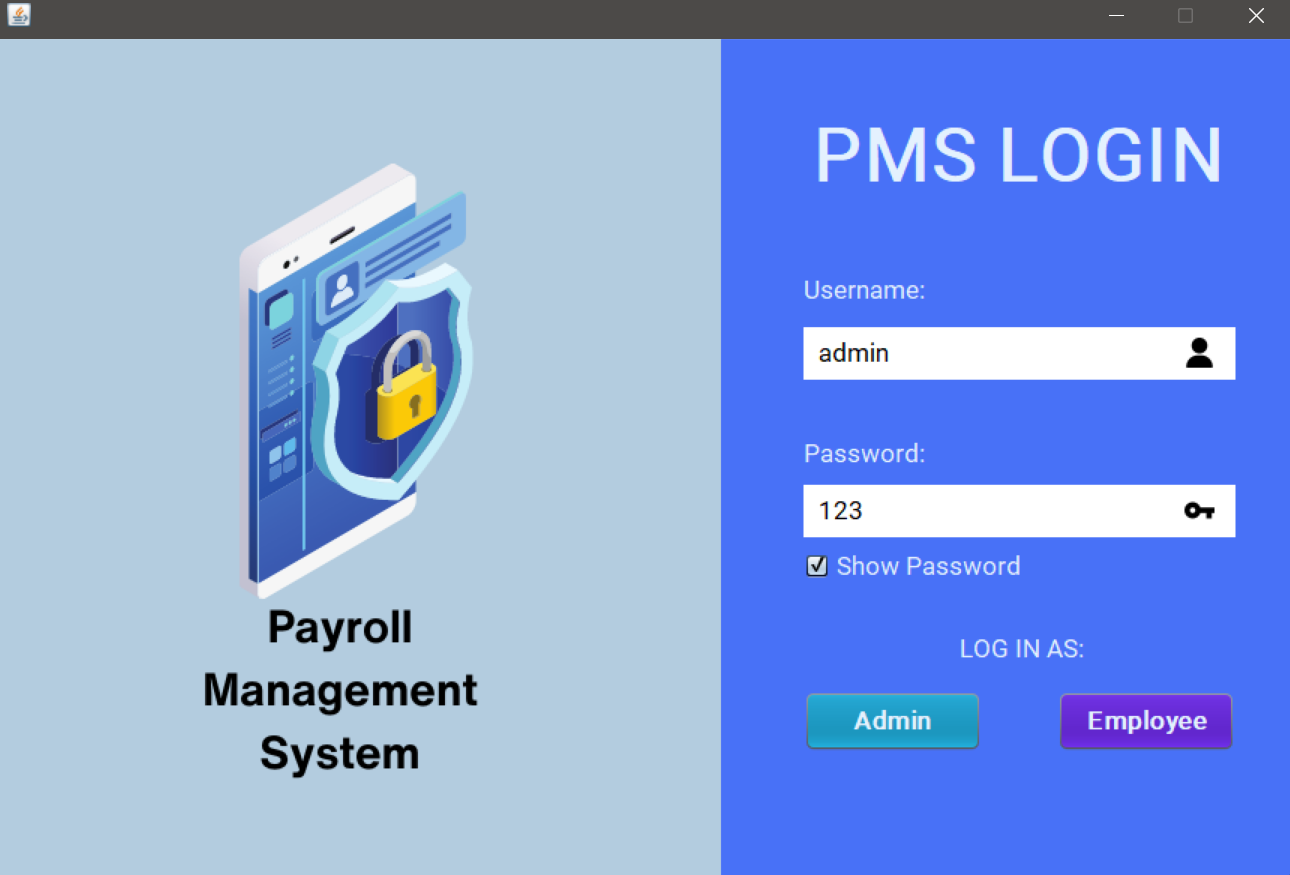 Payroll
Management
System
PMS LOGIN
Username:
admin
Password:
123
Show Password
LOG IN AS:
Admin
Employee